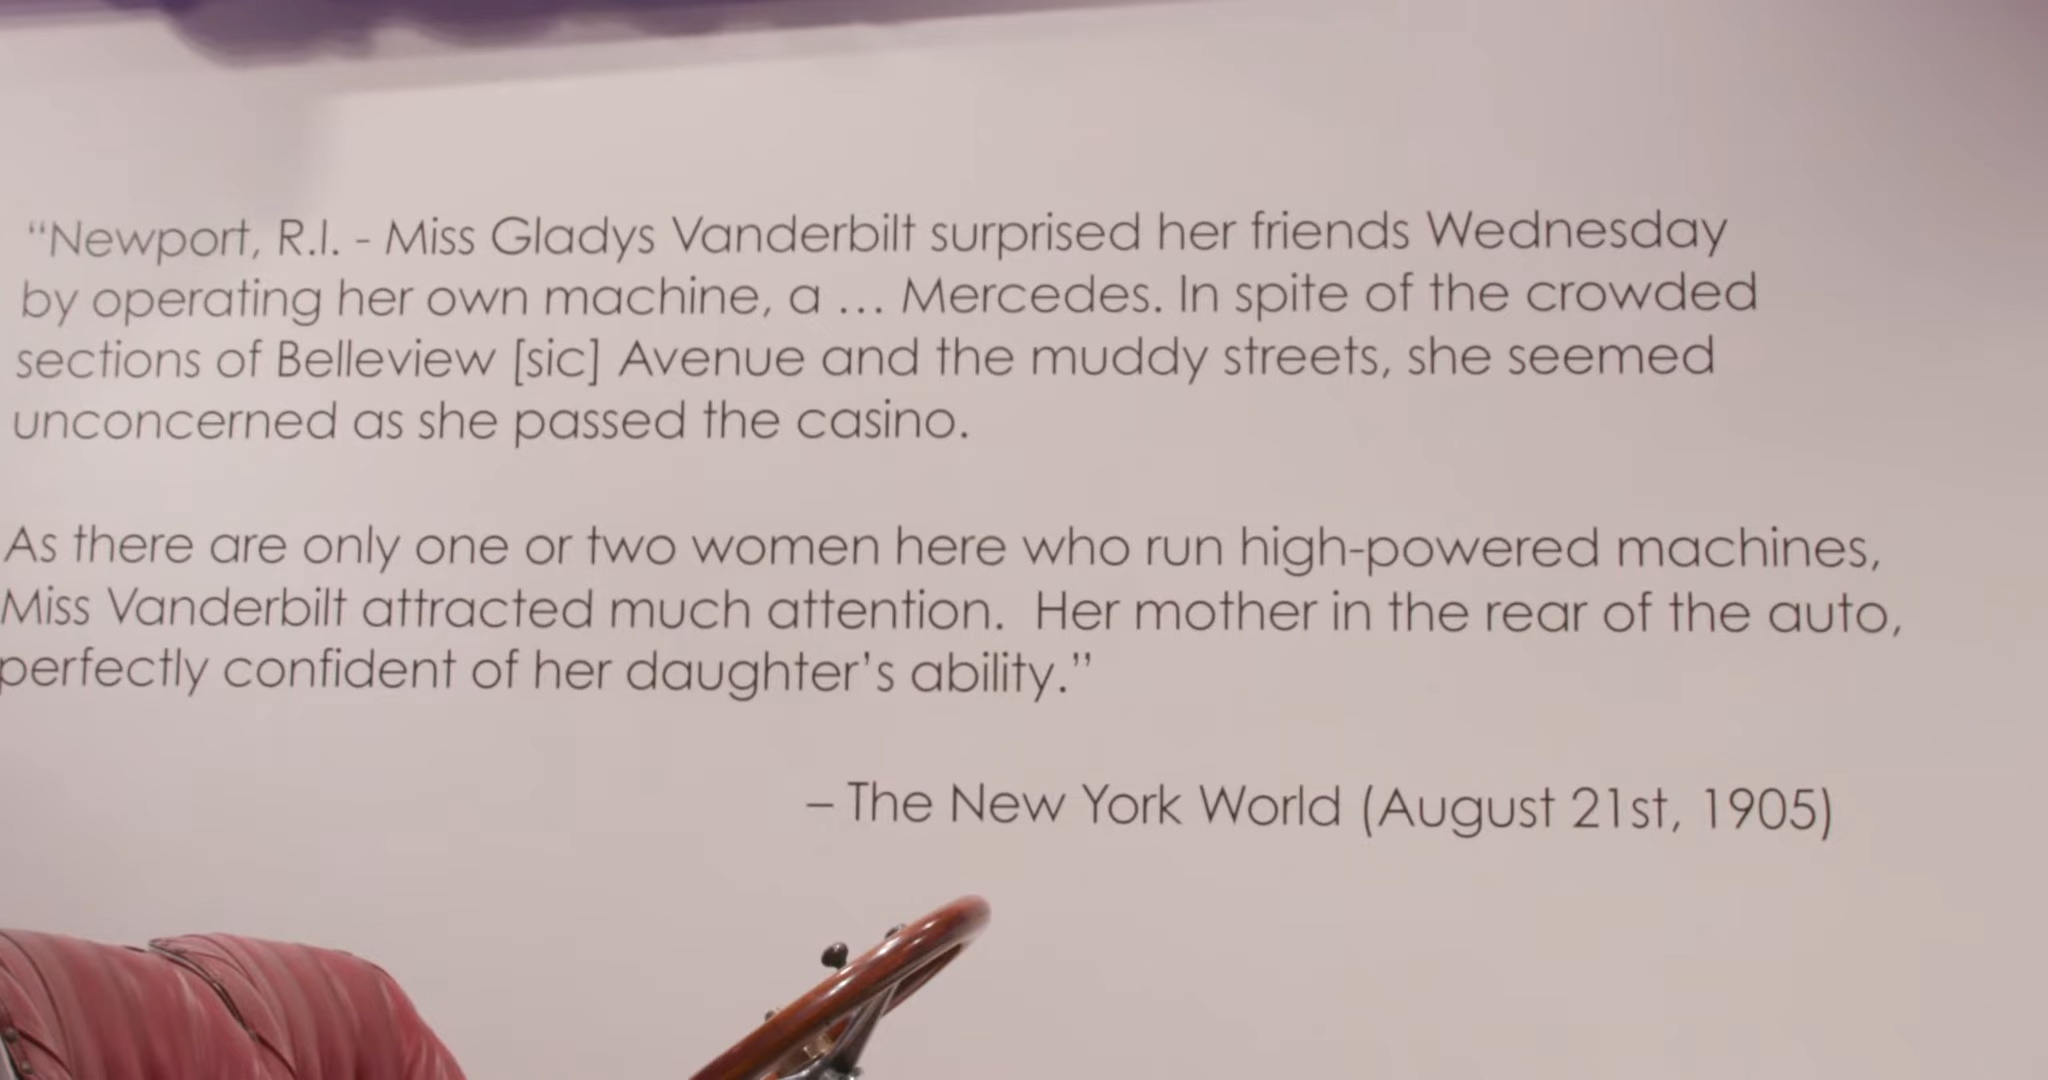 “Newport, R.I. - Miss Gladys Vanderbilt surprised her friends Wednesday
by operating her own machine, a ... Mercedes. In spite of the crowded
sections of Belleview [sic] Avenue and the muddy streets, she seemed
unconcerned as she passed the casino.
As there are only one or two women here who run high-powered machines,
Miss Vanderbilt attracted much attention.  Her mother in the rear of the auto,
perfectly confident of her daughter’s ability.”
– The New York World (August 21st, 1905)